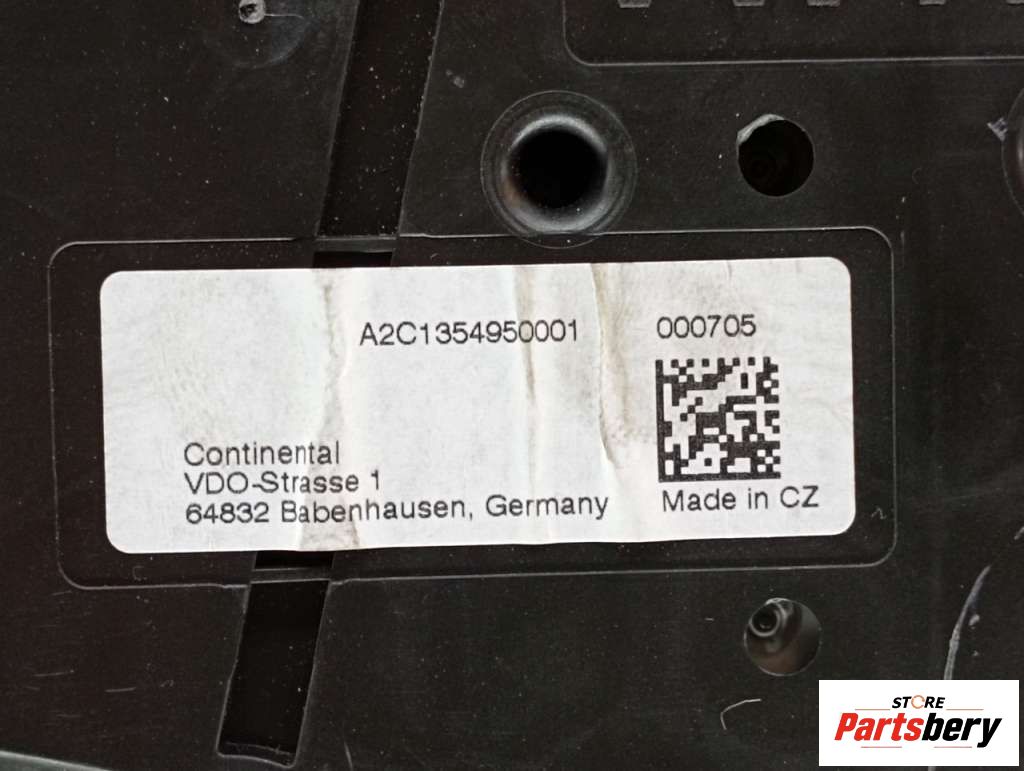 A2C1354950001
000705
Continental
VDO-Strasse 1
64832 Babenhausen, Germany
Made in CZ
STORE
Partsbery